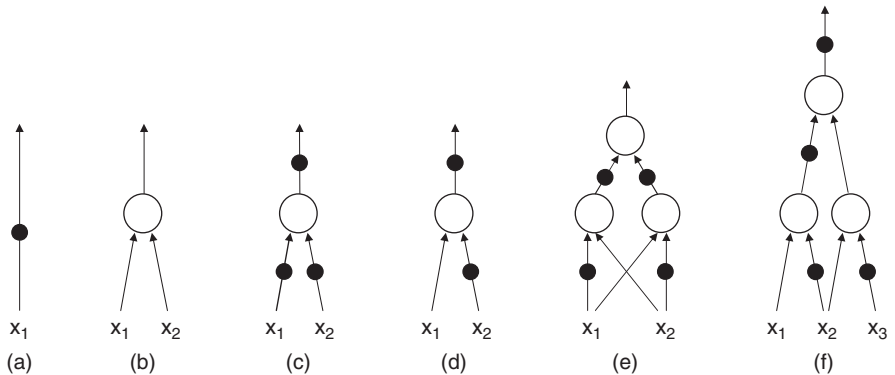 x₁ x₁ x₂ x₁ x₂ x₁ x₂ x₁ x₂ x₁ x₂ x₃
(a) (b) (c) (d) (e) (f)